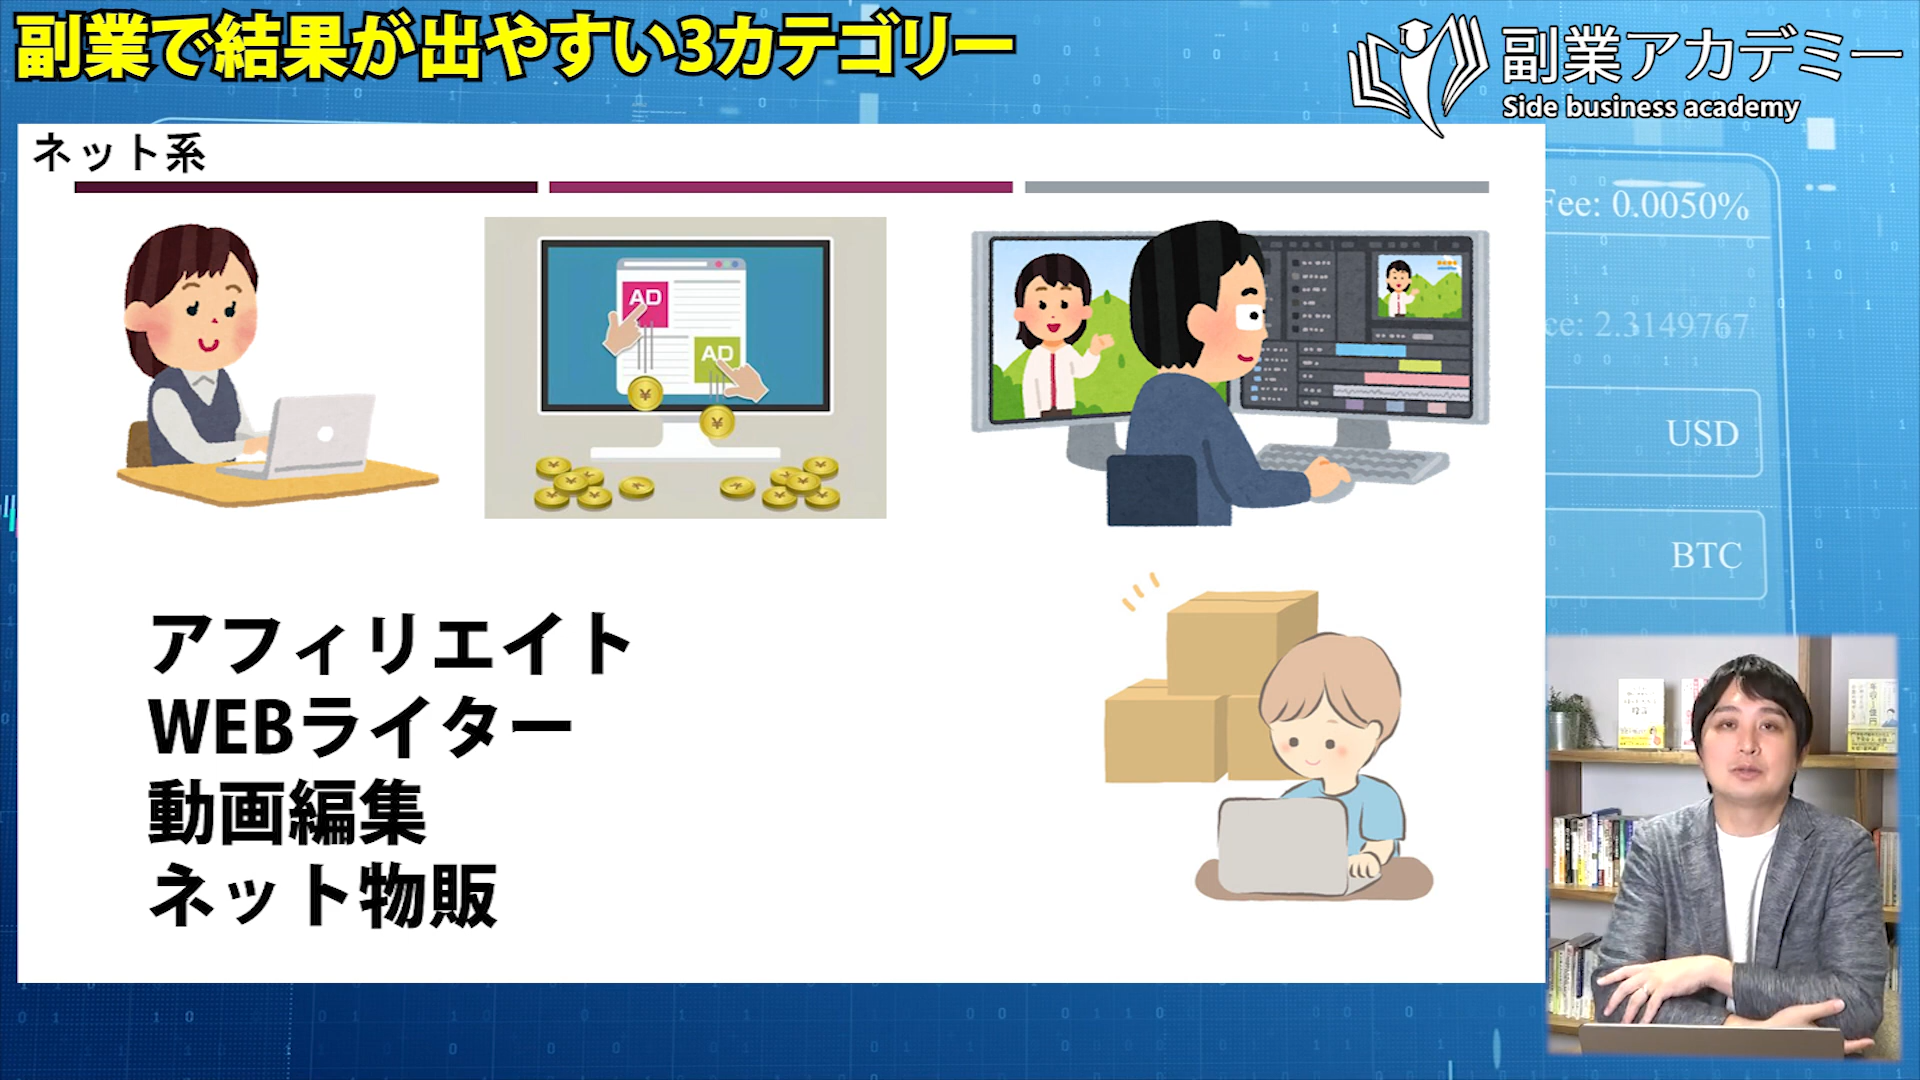 副業で結果が出やすい3カテゴリー
副業アカデミー
Side business academy
ネット系
Fee: 0.0050%
AD
AD
ce: 2.3149767
USD
BTC
アフィリエイト
WEBライター
動画編集
ネット物販